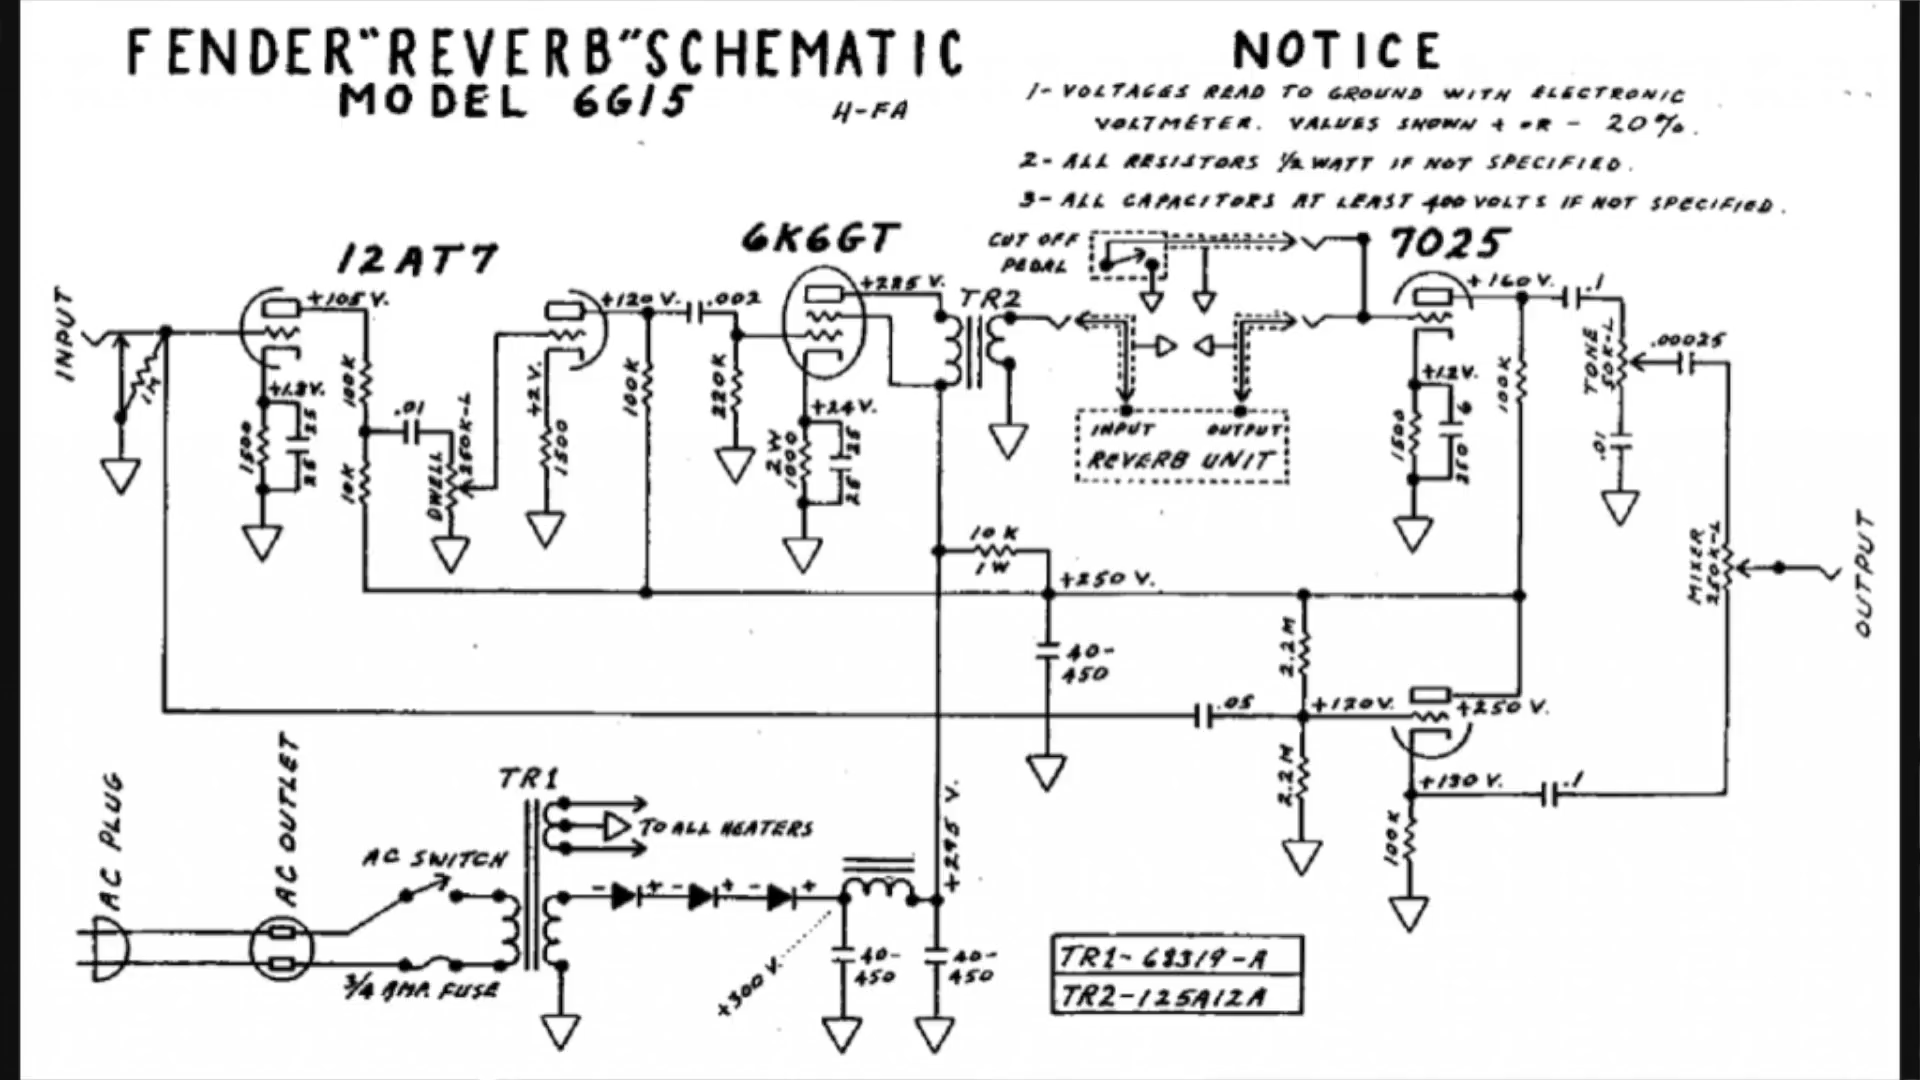 FENDER "REVERB" SCHEMATIC
MODEL 6G15
H-FA
NOTICE
1- VOLTAGES READ TO GROUND WITH ELECTRONIC
VOLTMETER. VALUES SHOWN + OR - 20%.
2- ALL RESISTORS 1/2 WATT IF NOT SPECIFIED.
3- ALL CAPACITORS AT LEAST 400 VOLTS IF NOT SPECIFIED.
INPUT
1M
12AT7
+105 V.
+1.8V.
1500
25
25
100K
10K
.01
DWELL
250K-L
+2 V.
1500
+120 V.
100K
.002
220K
6K6GT
+285 V.
+24 V.
2W
1000
25
25
TR2
CUT OFF
PEDAL
INPUT
OUTPUT
REVERB UNIT
7025
+160 V.
.1
+1.2V.
1500
6
250
100K
TONE
50K-L
.01
.00025
MIXER
250K-L
OUTPUT
10 K
1 W
+250 V.
40-
450
2.2M
2.2M
.05
+120V.
+250 V.
+130 V.
.1
100K
AC PLUG
AC OUTLET
AC SWITCH
3/4 AMP. FUSE
TR1
TO ALL HEATERS
- + - + - +
+300 V.
40-
450
40-
450
+295 V.
TR1-68319-A
TR2-125A12A